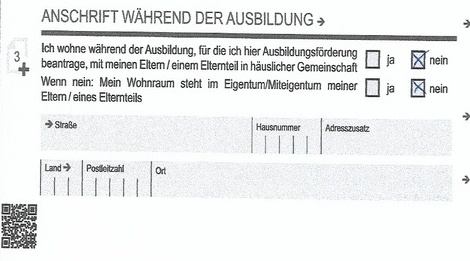 ANSCHRIFT WÄHREND DER AUSBILDUNG →
Ich wohne während der Ausbildung, für die ich hier Ausbildungsförderung
beantrage, mit meinen Eltern / einem Elternteil in häuslicher Gemeinschaft
ja
nein
3
Wenn nein: Mein Wohnraum steht im Eigentum/Miteigentum meiner
Eltern / eines Elternteils
ja
nein
→ Straße
Hausnummer
Adresszusatz
Land →
Postleitzahl
Ort